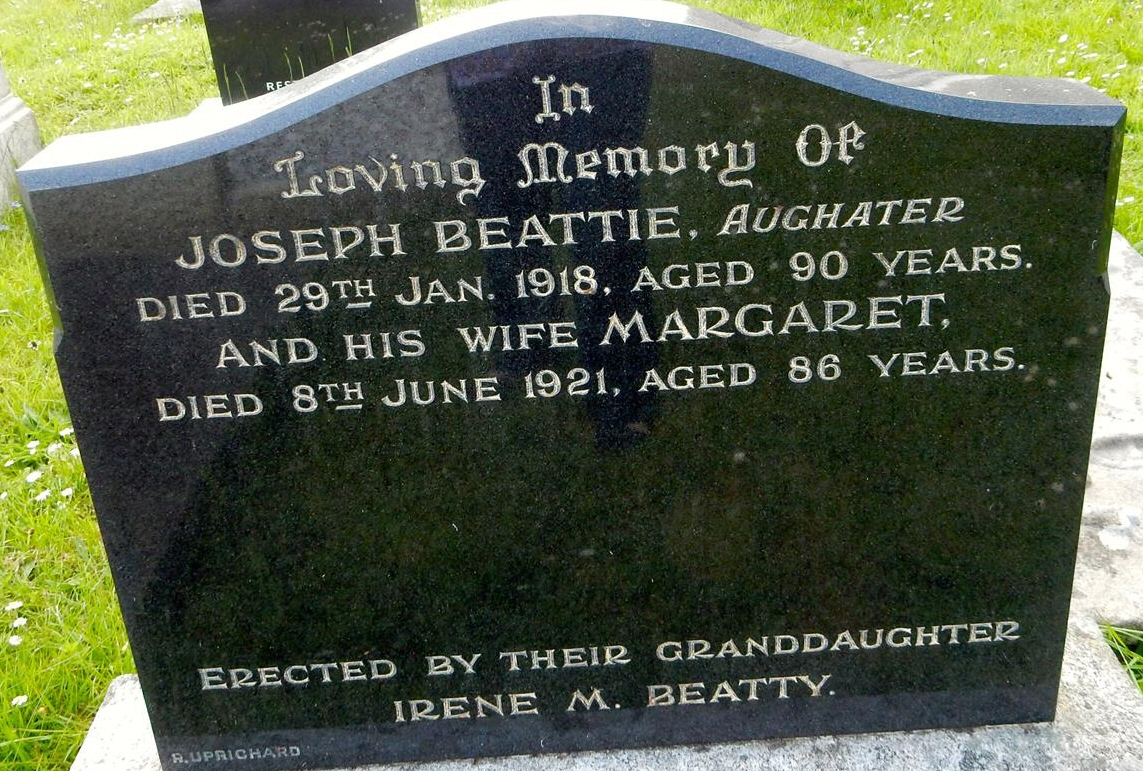 RES
In
Loving Memory Of
JOSEPH BEATTIE, AUGHATER
DIED 29TH JAN. 1918, AGED 90 YEARS.
AND HIS WIFE MARGARET,
DIED 8TH JUNE 1921, AGED 86 YEARS.
ERECTED BY THEIR GRANDDAUGHTER
IRENE M. BEATTY.
R. UPRICHARD